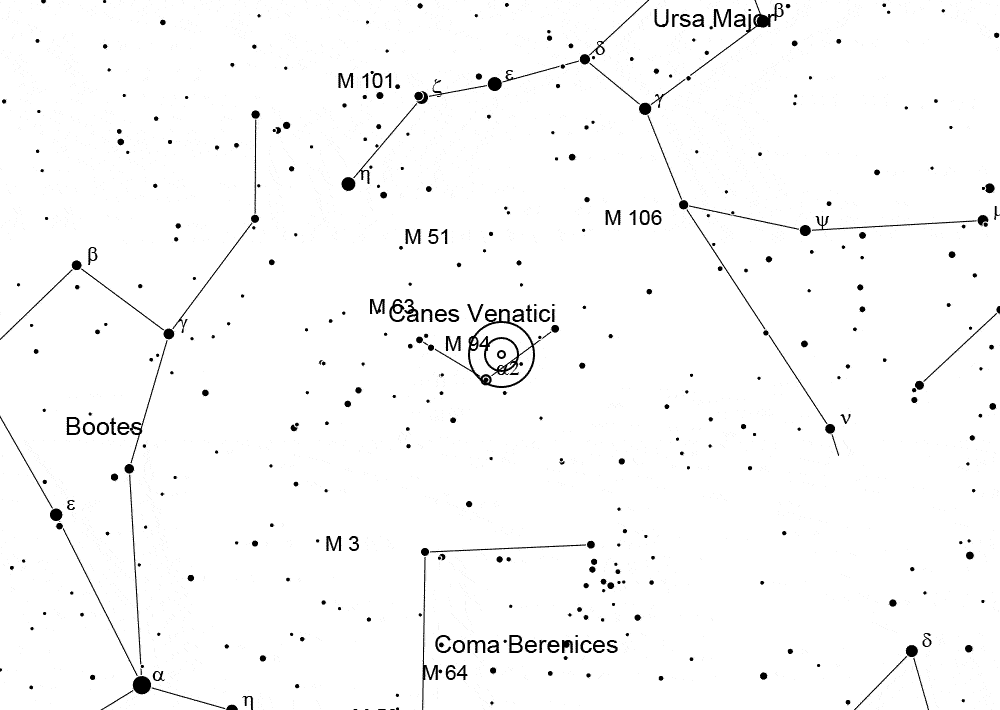 Ursa Major
β
δ
M 101
ζ
ε
γ
η
M 106
ψ
μ
M 51
β
M 63
Canes Venatici
γ
M 94
α2
Bootes
ν
ε
M 3
Coma Berenices
δ
M 64
α
η